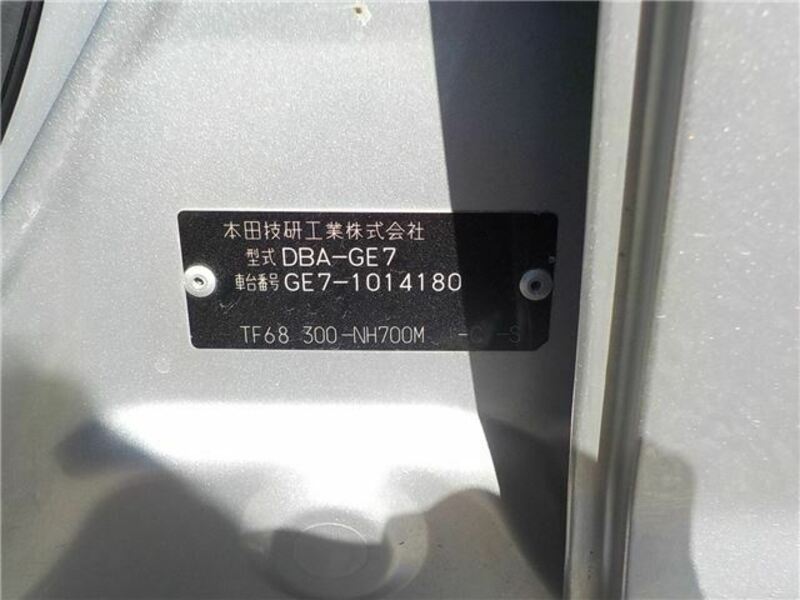 本田技研工業株式会社
型式 DBA-GE7
車台番号 GE7-1014180
TF68 300-NH700M -C -S